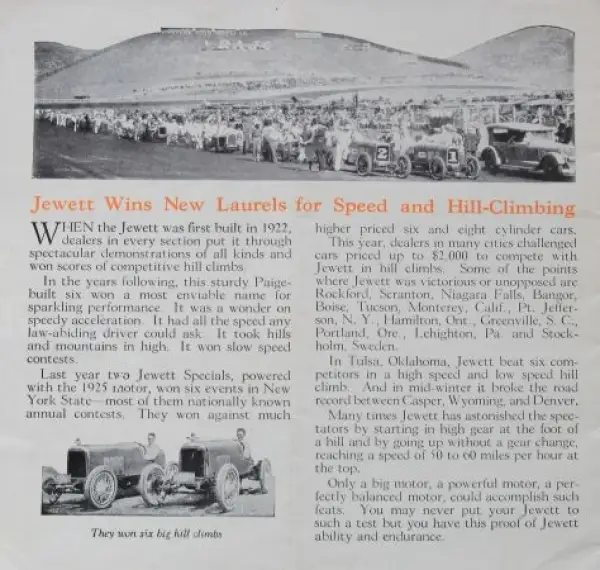 2
1
Jewett Wins New Laurels for Speed and Hill-Climbing
WHEN the Jewett was first built in 1922,
dealers in every section put it through
spectacular demonstrations of all kinds and
won scores of competitive hill climbs.
In the years following, this sturdy Paige-
built six won a most enviable name for
sparkling performance. It was a wonder on
speedy acceleration. It had all the speed any
law-abiding driver could ask. It took hills
and mountains in high. It won slow speed
contests.
Last year two Jewett Specials, powered
with the 1925 motor, won six events in New
York State—most of them nationally known
annual contests. They won against much
They won six big hill climbs
higher priced six and eight cylinder cars.
This year, dealers in many cities challenged
cars priced up to $2,000 to compete with
Jewett in hill climbs. Some of the points
where Jewett was victorious or unopposed are
Rockford, Scranton, Niagara Falls, Bangor,
Boise, Tucson, Monterey, Calif., Pt. Jeffer-
son, N. Y., Hamilton, Ont., Greenville, S. C.,
Portland, Ore., Lehighton, Pa. and Stock-
holm, Sweden.
In Tulsa, Oklahoma, Jewett beat six com-
petitors in a high speed and low speed hill
climb. And in mid-winter it broke the road
record between Casper, Wyoming, and Denver.
Many times Jewett has astonished the spec-
tators by starting in high gear at the foot of
a hill and by going up without a gear change,
reaching a speed of 50 to 60 miles per hour at
the top.
Only a big motor, a powerful motor, a per-
fectly balanced motor, could accomplish such
feats. You may never put your Jewett to
such a test but you have this proof of Jewett
ability and endurance.